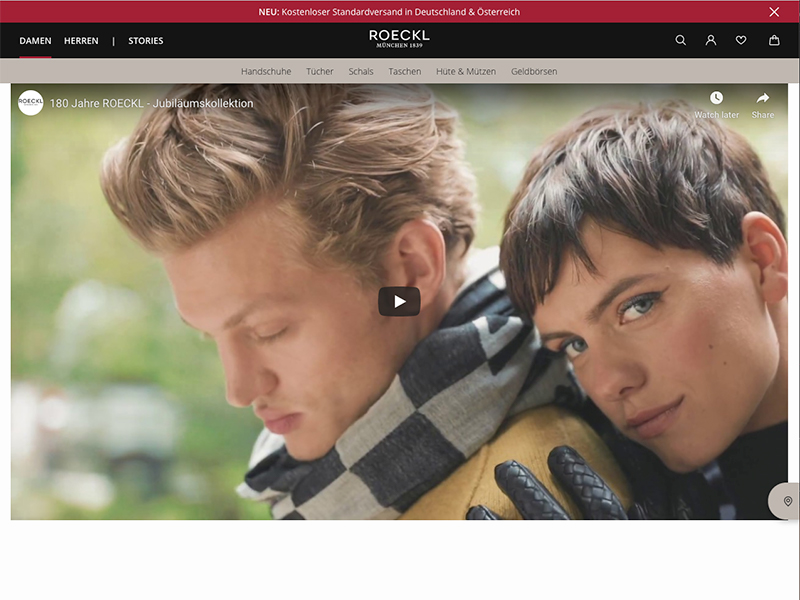 NEU: Kostenloser Standardversand in Deutschland & Österreich
DAMEN HERREN | STORIES
ROECKL
MÜNCHEN 1839
Handschuhe Tücher Schals Taschen Hüte & Mützen Geldbörsen
ROECKL
180 Jahre ROECKL - Jubiläumskollektion
Watch later Share